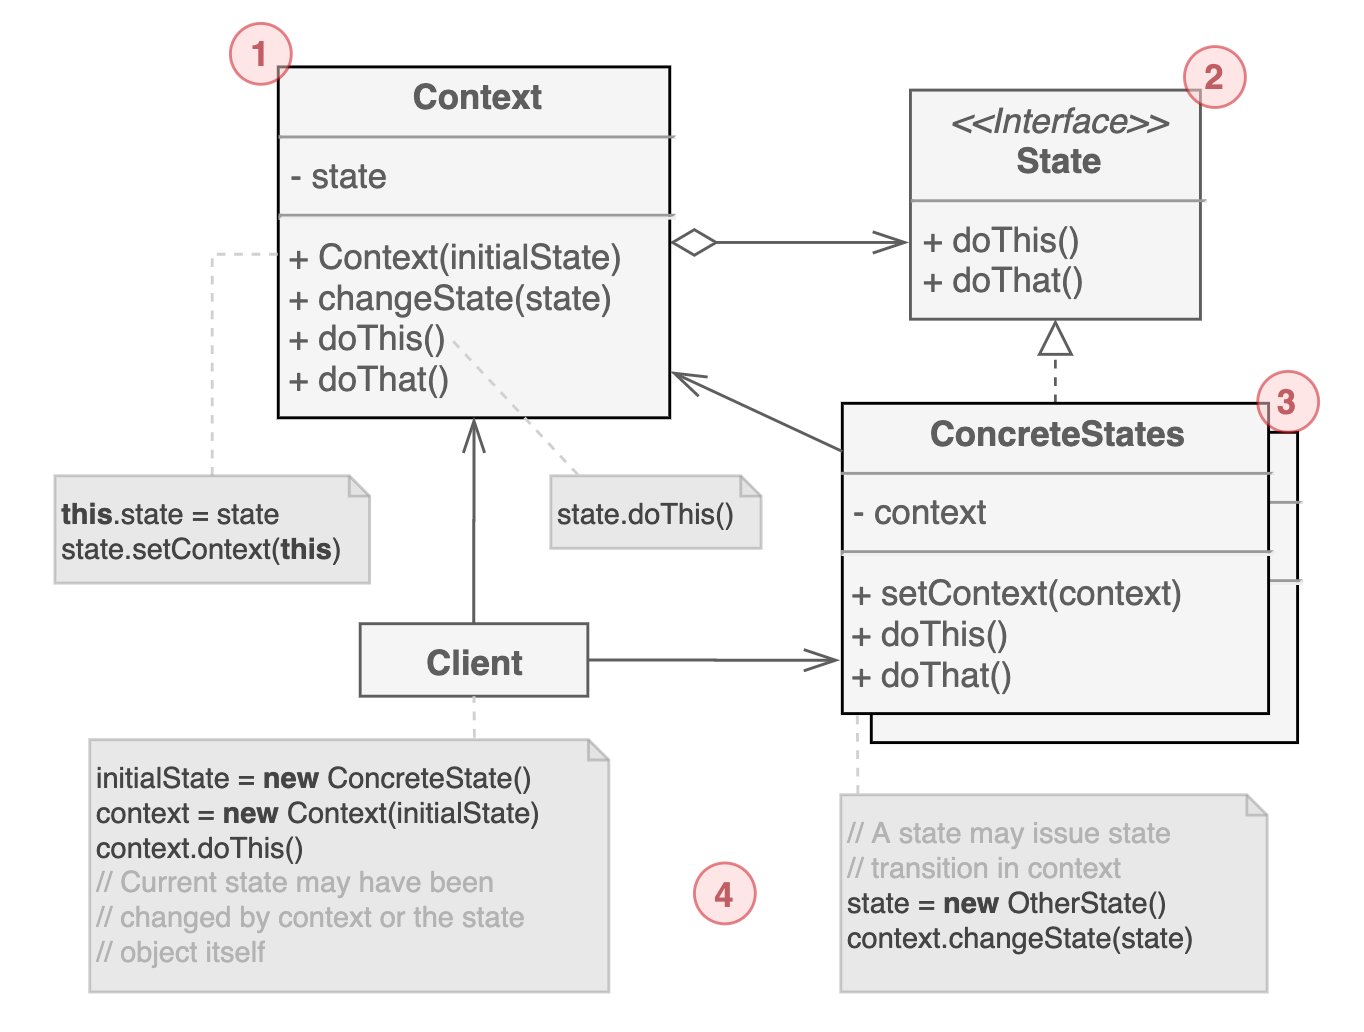 1
Context
- state
+ Context(initialState)
+ changeState(state)
+ doThis()
+ doThat()
2
<<Interface>>
State
+ doThis()
+ doThat()
3
ConcreteStates
- context
+ setContext(context)
+ doThis()
+ doThat()
this.state = state
state.setContext(this)
state.doThis()
Client
initialState = new ConcreteState()
context = new Context(initialState)
context.doThis()
// Current state may have been
// changed by context or the state
// object itself
4
// A state may issue state
// transition in context
state = new OtherState()
context.changeState(state)